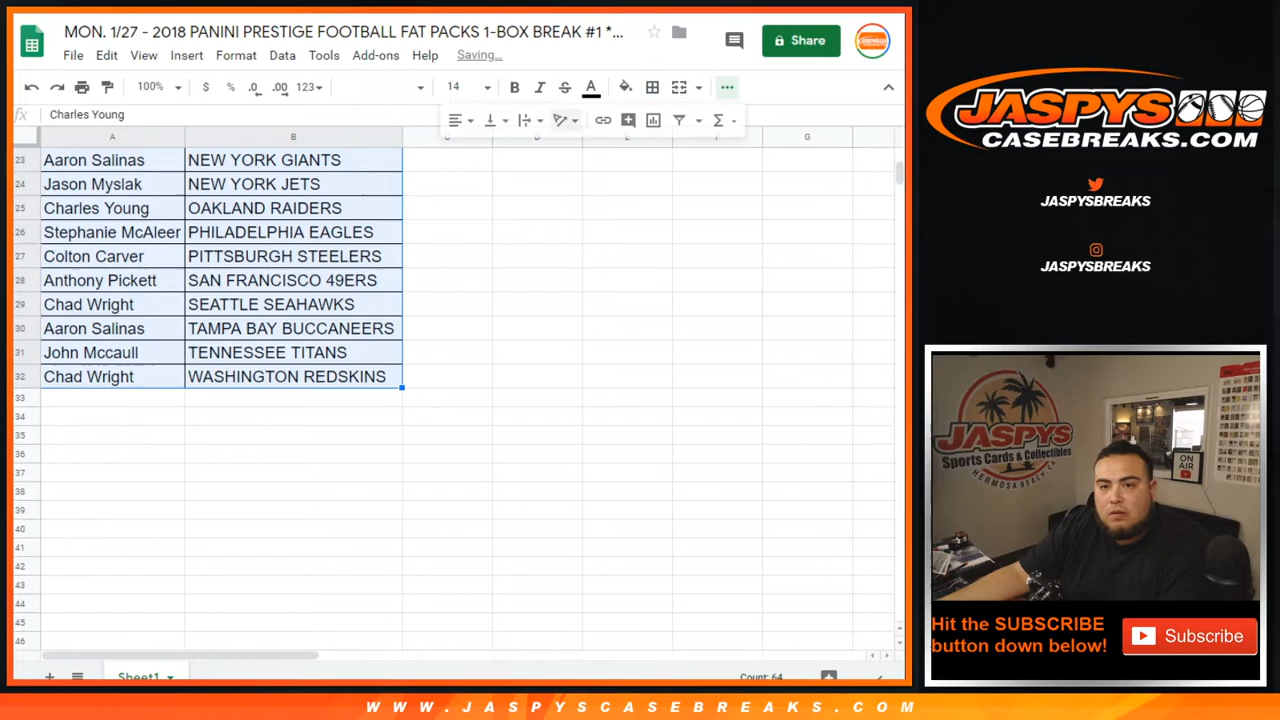 MON. 1/27 - 2018 PANINI PRESTIGE FOOTBALL FAT PACKS 1-BOX BREAK #1 *...
Share
File Edit View Insert Format Data Tools Add-ons Help Saving...
100% $ % .0 .00 123 14 B I S A
fx Charles Young
A B C D E F G
23 Aaron Salinas NEW YORK GIANTS
24 Jason Myslak NEW YORK JETS
25 Charles Young OAKLAND RAIDERS
26 Stephanie McAleer PHILADELPHIA EAGLES
27 Colton Carver PITTSBURGH STEELERS
28 Anthony Pickett SAN FRANCISCO 49ERS
29 Chad Wright SEATTLE SEAHAWKS
30 Aaron Salinas TAMPA BAY BUCCANEERS
31 John Mccaull TENNESSEE TITANS
32 Chad Wright WASHINGTON REDSKINS
33
34
35
36
37
38
39
40
41
42
43
44
45
46
Sheet1 Count: 64
JASPYS
CASEBREAKS.COM
JASPYSBREAKS
JASPYSBREAKS
JASPYS
Sports Cards & Collectibles
HERMOSA BEACH, CA
ON
AIR
Hit the SUBSCRIBE
button down below!
Subscribe
WWW.JASPYSCASEBREAKS.COM